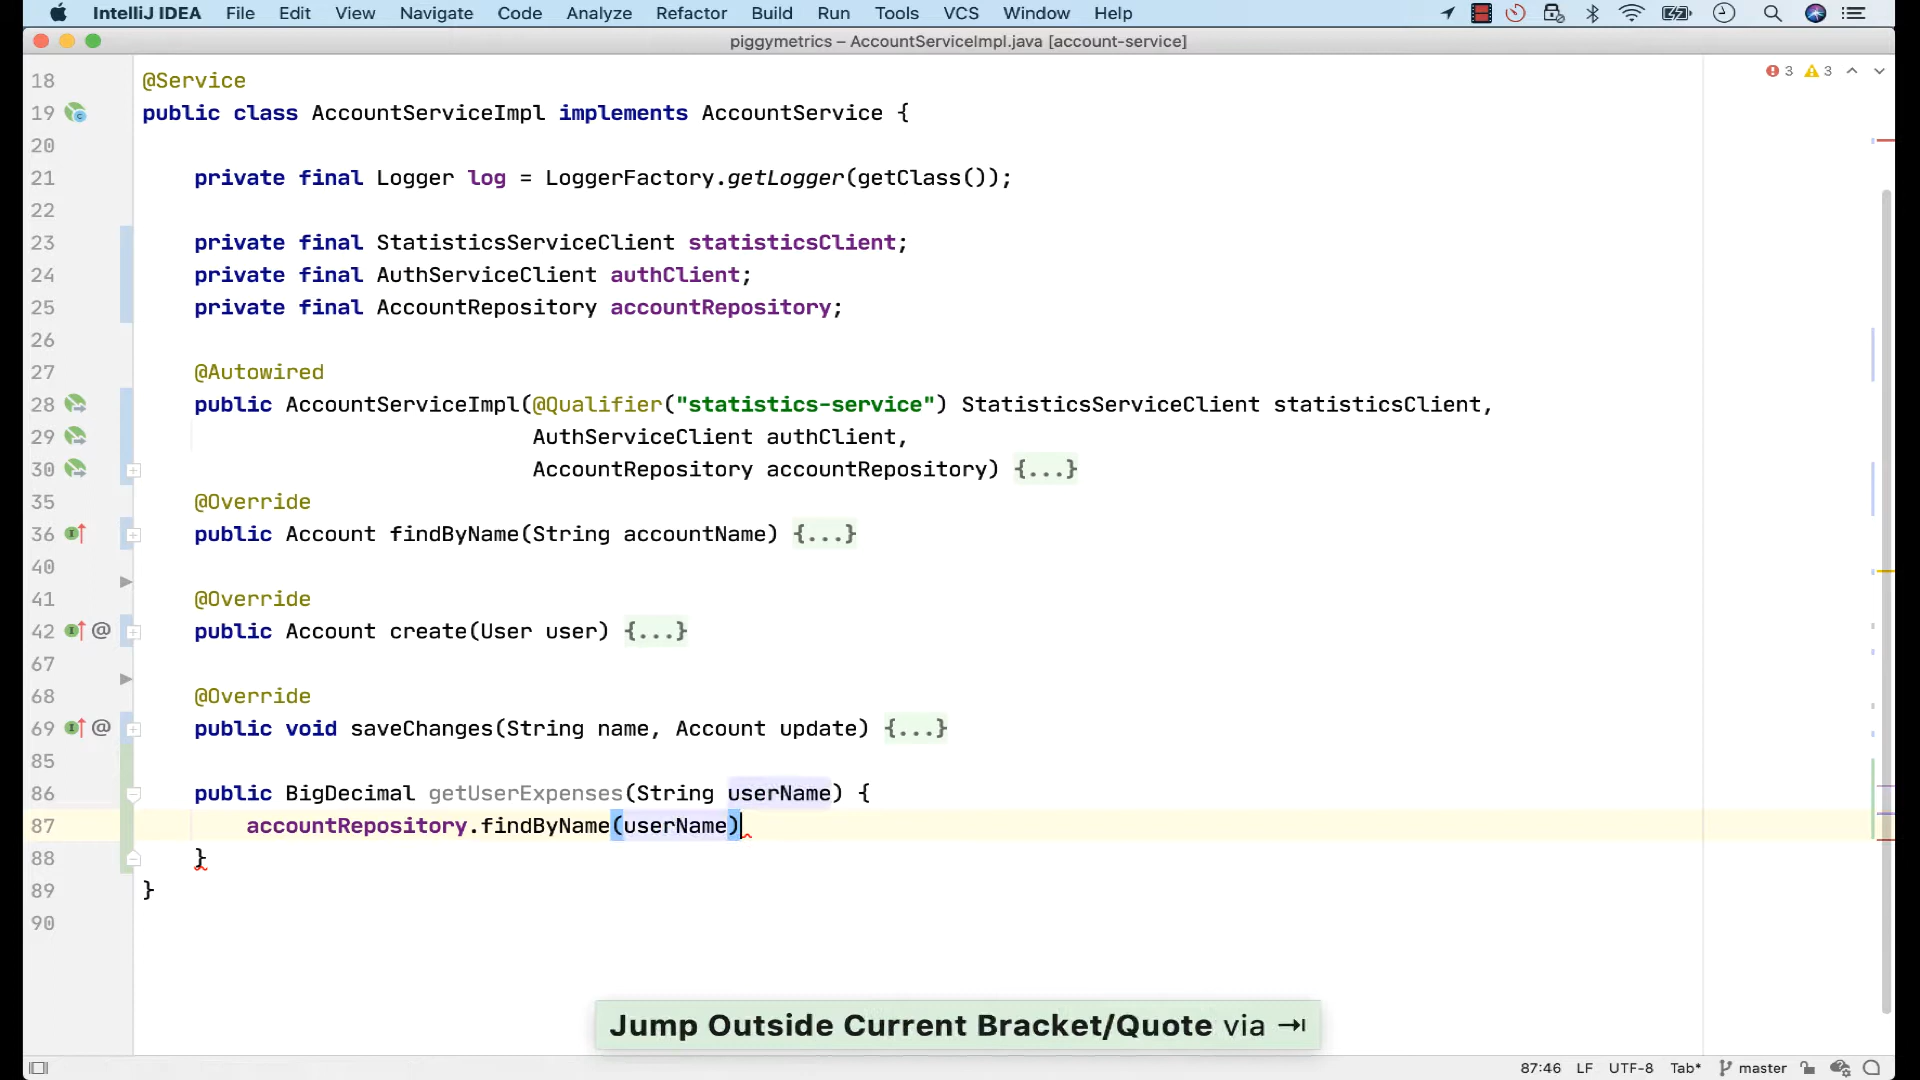 IntelliJ IDEA File Edit View Navigate Code Analyze Refactor Build Run Tools VCS Window Help
piggymetrics – AccountServiceImpl.java [account-service]
3 3
18 @Service
19 public class AccountServiceImpl implements AccountService {
20
21 private final Logger log = LoggerFactory.getLogger(getClass());
22
23 private final StatisticsServiceClient statisticsClient;
24 private final AuthServiceClient authClient;
25 private final AccountRepository accountRepository;
26
27 @Autowired
28 public AccountServiceImpl(@Qualifier("statistics-service") StatisticsServiceClient statisticsClient,
29 AuthServiceClient authClient,
30 AccountRepository accountRepository) {...}
35 @Override
36 public Account findByName(String accountName) {...}
40
41 @Override
42 @ public Account create(User user) {...}
67
68 @Override
69 @ public void saveChanges(String name, Account update) {...}
85
86 public BigDecimal getUserExpenses(String userName) {
87 accountRepository.findByName(userName)
88 }
89 }
90
Jump Outside Current Bracket/Quote via ⇥
87:46 LF UTF-8 Tab* master